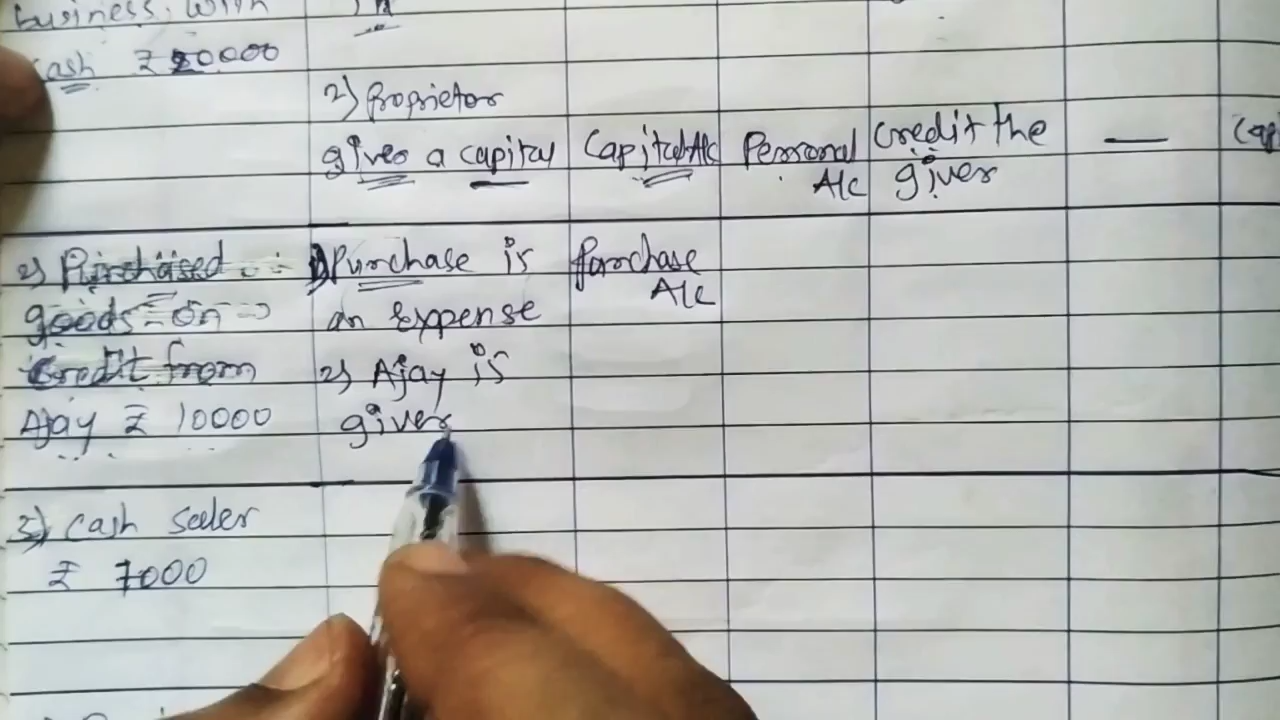 business, with
Cash ₹ 20000
2) Proprietor
gives a capital
Capital A/c
Personal
A/c
Credit the
giver
—
Cap
2) Purchased
goods on
Credit from
Ajay ₹ 10000
1) Purchase is
an Expense
2) Ajay is
giver
Purchase
A/c
3) Cash sales
₹ 7000